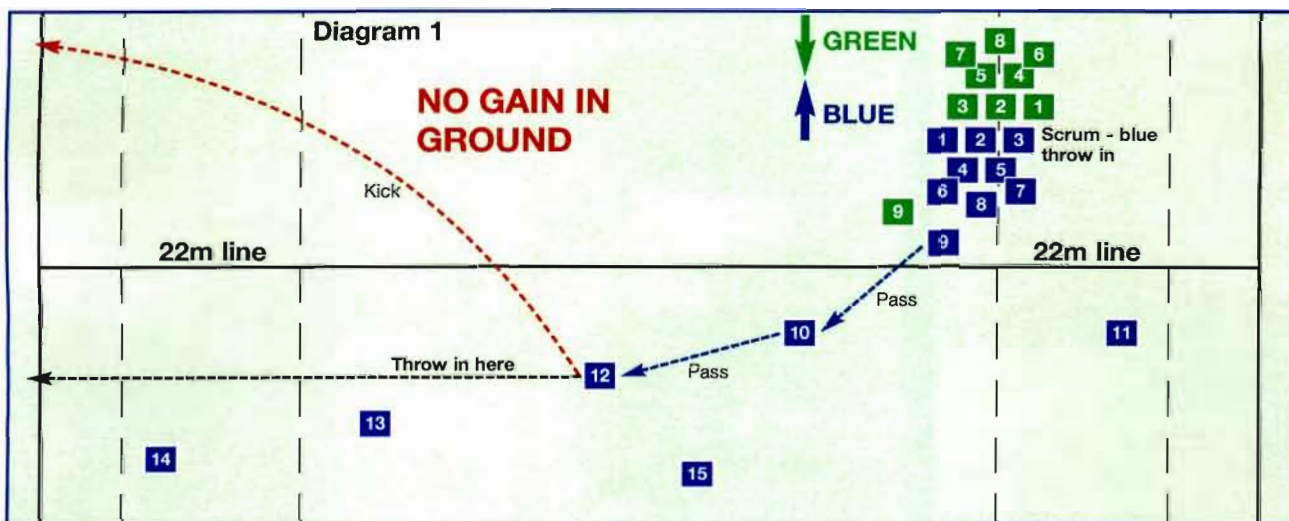 Diagram 1
GREEN
BLUE
NO GAIN IN
GROUND
8
7 6
5 4
3 2 1
1 2 3
Scrum - blue
throw in
4 5
6 7
8
9
9
Kick
22m line
22m line
Pass
10
11
Pass
Throw in here
12
13
14
15